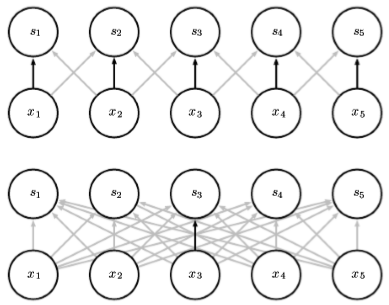 s₁ s₂ s₃ s₄ s₅
x₁ x₂ x₃ x₄ x₅
s₁ s₂ s₃ s₄ s₅
x₁ x₂ x₃ x₄ x₅